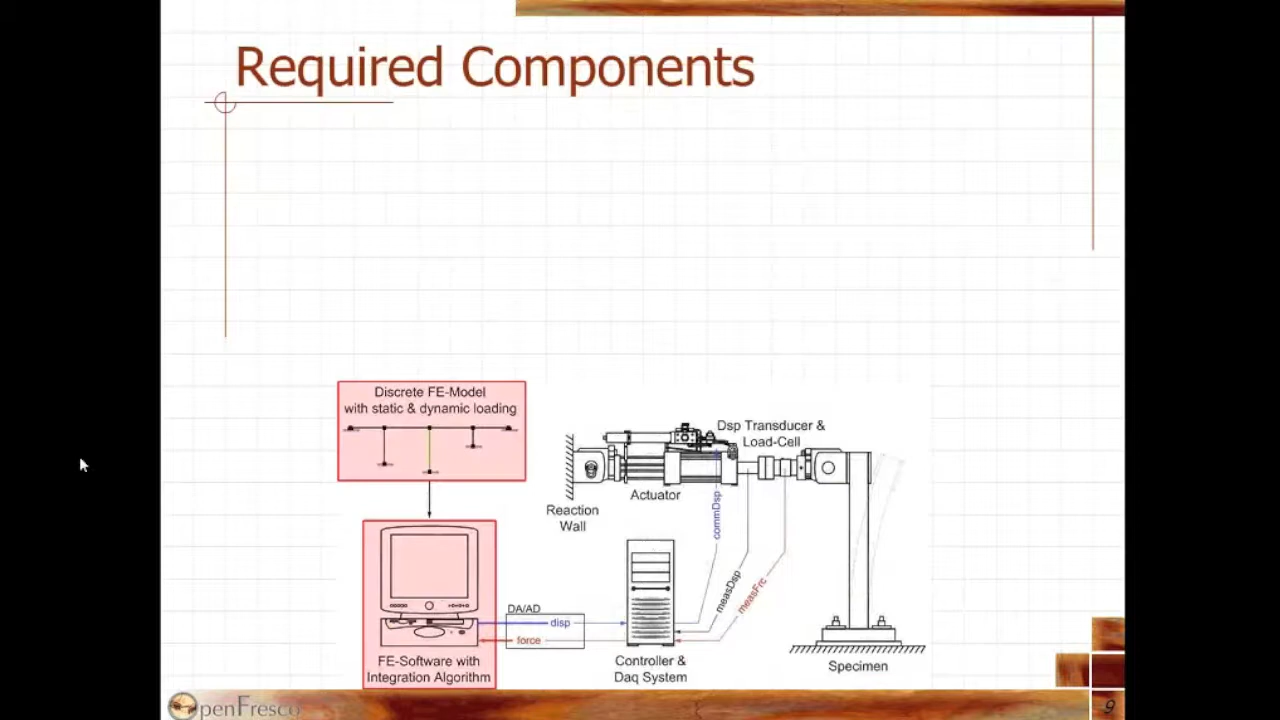 Required Components
Discrete FE-Model
with static & dynamic loading
Dsp Transducer &
Load-Cell
Actuator
Reaction
Wall
commDsp
measDsp
measFrc
DA/AD
disp
force
FE-Software with
Integration Algorithm
Controller &
Daq System
Specimen
penFresco
9